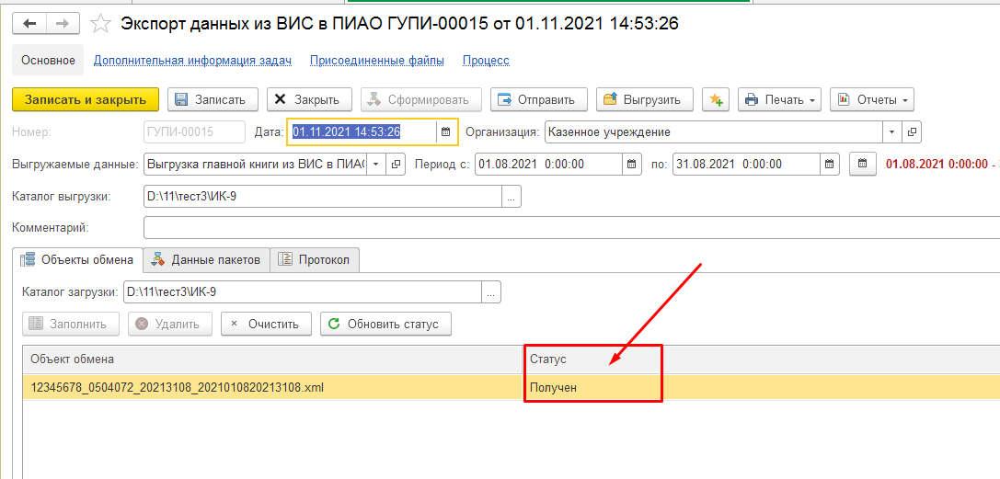 Экспорт данных из ВИС в ПИАО ГУПИ-00015 от 01.11.2021 14:53:26
Основное Дополнительная информация задач Присоединенные файлы Процесс
Записать и закрыть Записать Закрыть Сформировать Отправить Выгрузить Печать Отчеты
Номер: ГУПИ-00015 Дата: 01.11.2021 14:53:26 Организация: Казенное учреждение
Выгружаемые данные: Выгрузка главной книги из ВИС в ПИАО Период с: 01.08.2021 0:00:00 по: 31.08.2021 0:00:00 01.08.2021 0:00:00 -
Каталог выгрузки: D:\11\тест3\ИК-9 ...
Комментарий:
Объекты обмена Данные пакетов Протокол
Каталог загрузки: D:\11\тест3\ИК-9 ...
Заполнить Удалить Очистить Обновить статус
Объект обмена Статус
12345678_0504072_20213108_2021010820213108.xml Получен